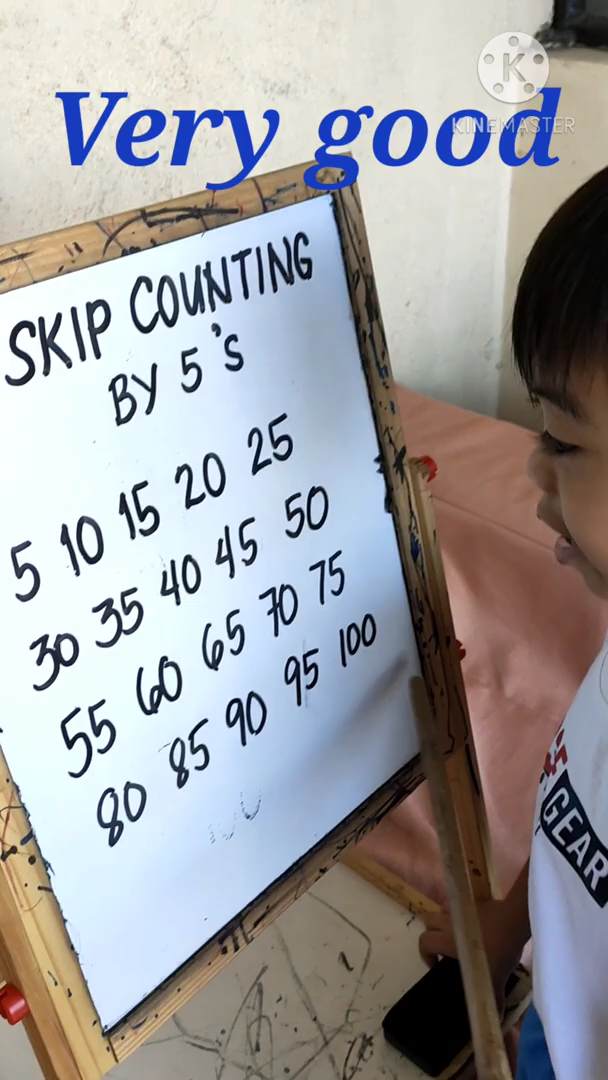 Very good
K
KINEMASTER
SKIP COUNTING
BY 5's
5 10 15 20 25
30 35 40 45 50
55 60 65 70 75
80 85 90 95 100
GEAR